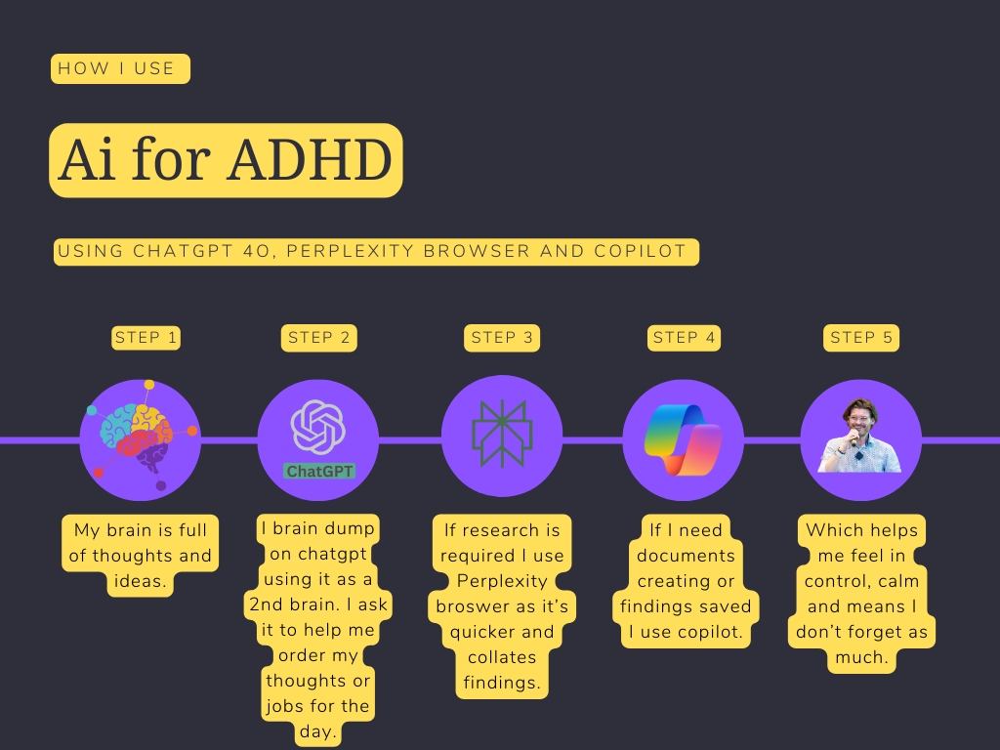 HOW I USE
Ai for ADHD
USING CHATGPT 4O, PERPLEXITY BROWSER AND COPILOT
STEP 1
STEP 2
STEP 3
STEP 4
STEP 5
ChatGPT
My brain is full
of thoughts and
ideas.
I brain dump
on chatgpt
using it as a
2nd brain. I ask
it to help me
order my
thoughts or
jobs for the
day.
If research is
required I use
Perplexity
broswer as it’s
quicker and
collates
findings.
If I need
documents
creating or
findings saved
I use copilot.
Which helps
me feel in
control, calm
and means I
don’t forget as
much.